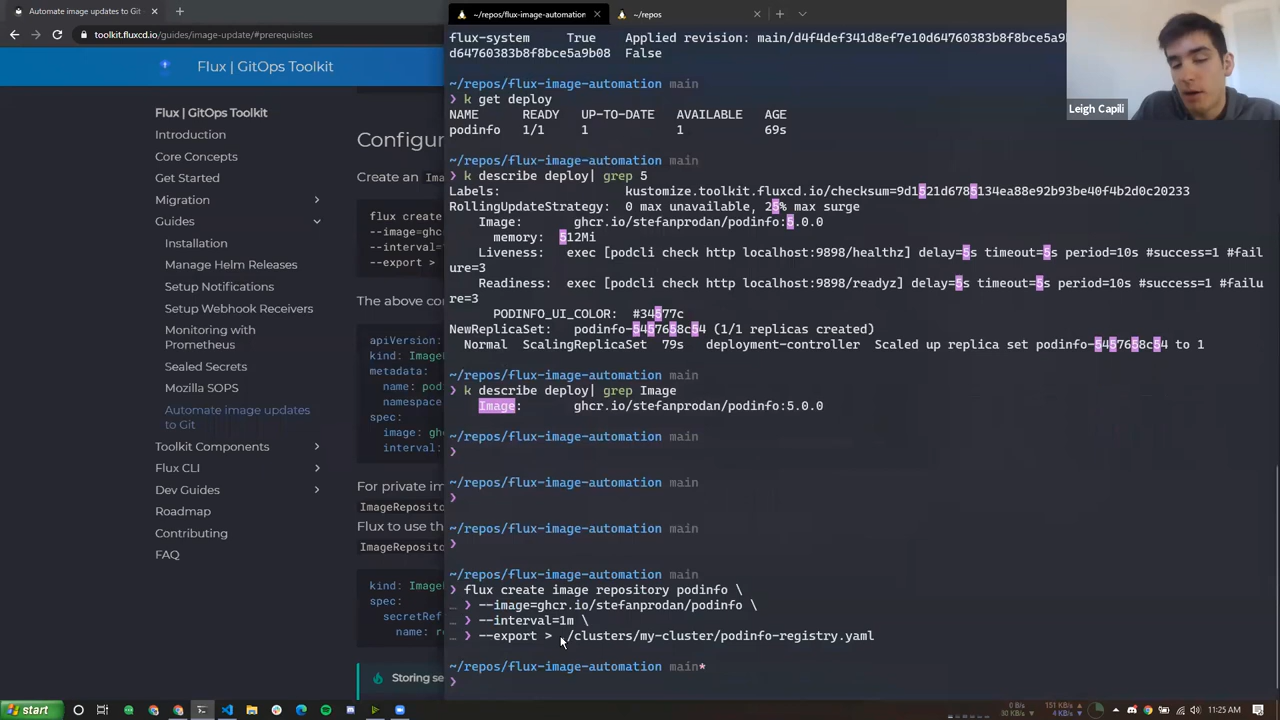 Automate image updates to Git
~/repos/flux-image-automation
~/repos
toolkit.fluxcd.io/guides/image-update/#prerequisites
Flux | GitOps Toolkit
Flux | GitOps Toolkit
Introduction
Core Concepts
Get Started
Migration
Guides
Installation
Manage Helm Releases
Setup Notifications
Setup Webhook Receivers
Monitoring with
Prometheus
Sealed Secrets
Mozilla SOPS
Automate image updates
to Git
Toolkit Components
Flux CLI
Dev Guides
Roadmap
Contributing
FAQ
Configur
Create an Ima
flux create
--image=ghc
--interval=
--export >
The above con
apiVersion:
kind: Image
metadata:
name: pod
namespace
spec:
image: gh
interval:
For private im
ImageReposito
Flux to use th
ImageReposito
kind: Image
spec:
secretRef
name: r
Storing se
flux-system True Applied revision: main/d4f4def341d8ef7e10d64760383b8f8bce5a9b
d64760383b8f8bce5a9b08 False
~/repos/flux-image-automation main
❯ k get deploy
NAME READY UP-TO-DATE AVAILABLE AGE
podinfo 1/1 1 1 69s
~/repos/flux-image-automation main
❯ k describe deploy| grep 5
Labels: kustomize.toolkit.fluxcd.io/checksum=9d1521d6785134ea88e92b93be40f4b2d0c20233
RollingUpdateStrategy: 0 max unavailable, 25% max surge
Image: ghcr.io/stefanprodan/podinfo:5.0.0
memory: 512Mi
Liveness: exec [podcli check http localhost:9898/healthz] delay=5s timeout=5s period=10s #success=1 #fail
ure=3
Readiness: exec [podcli check http localhost:9898/readyz] delay=5s timeout=5s period=10s #success=1 #fail
ure=3
PODINFO_UI_COLOR: #34577c
NewReplicaSet: podinfo-5457658c54 (1/1 replicas created)
Normal ScalingReplicaSet 79s deployment-controller Scaled up replica set podinfo-5457658c54 to 1
~/repos/flux-image-automation main
❯ k describe deploy| grep Image
Image: ghcr.io/stefanprodan/podinfo:5.0.0
~/repos/flux-image-automation main
❯
~/repos/flux-image-automation main
❯
~/repos/flux-image-automation main
❯
~/repos/flux-image-automation main
❯ flux create image repository podinfo \
… ❯ --image=ghcr.io/stefanprodan/podinfo \
… ❯ --interval=1m \
… ❯ --export > ./clusters/my-cluster/podinfo-registry.yaml
~/repos/flux-image-automation main*
❯
Leigh Capili
start
11:25 AM